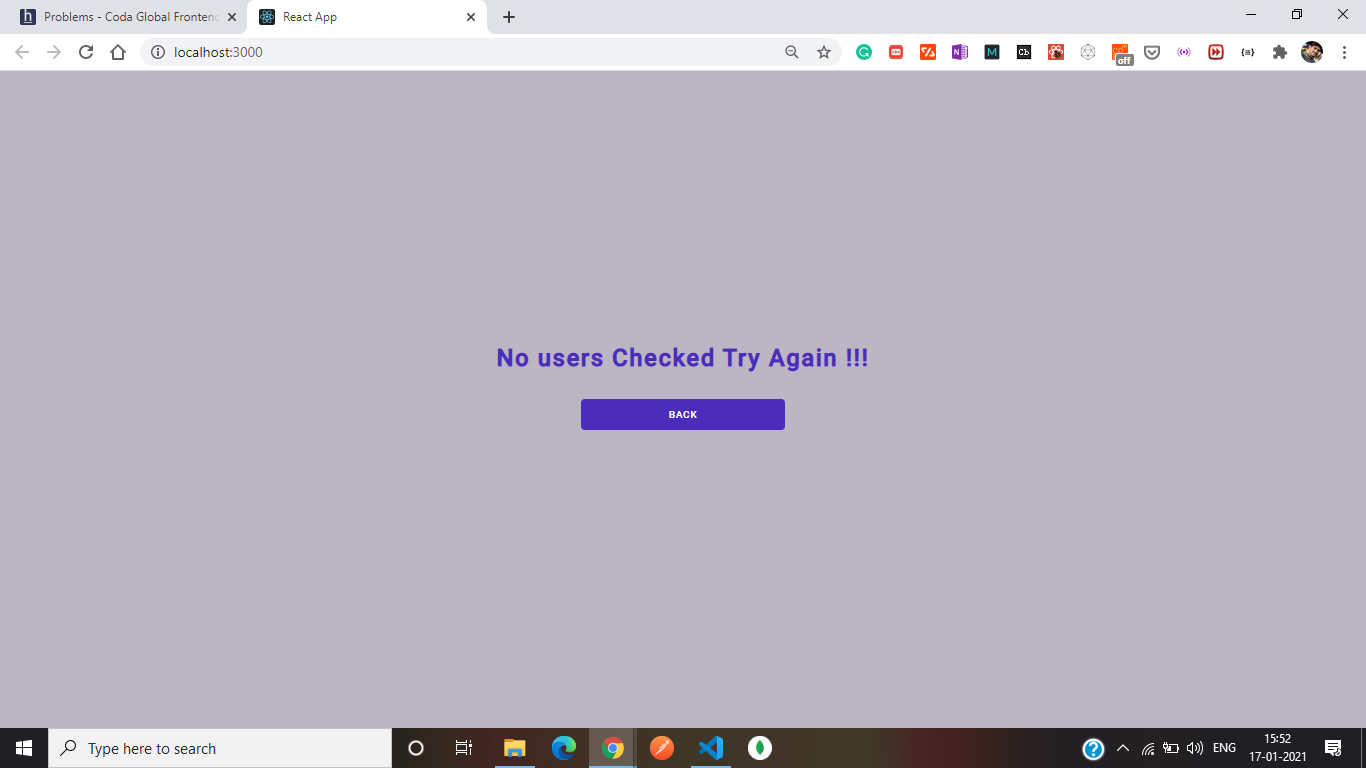 Problems - Coda Global Frontend
React App
localhost:3000
off
No users Checked Try Again !!!
BACK
Type here to search
ENG
15:52
17-01-2021